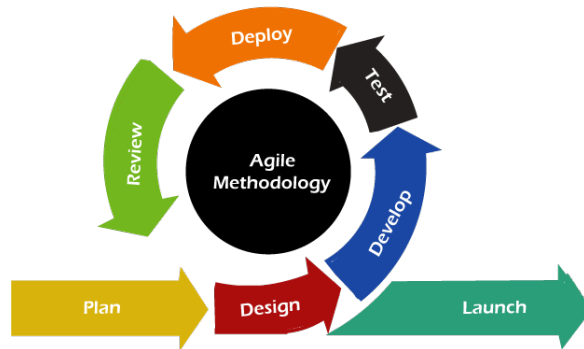 Deploy
Test
Review
Agile
Methodology
Develop
Plan
Design
Launch